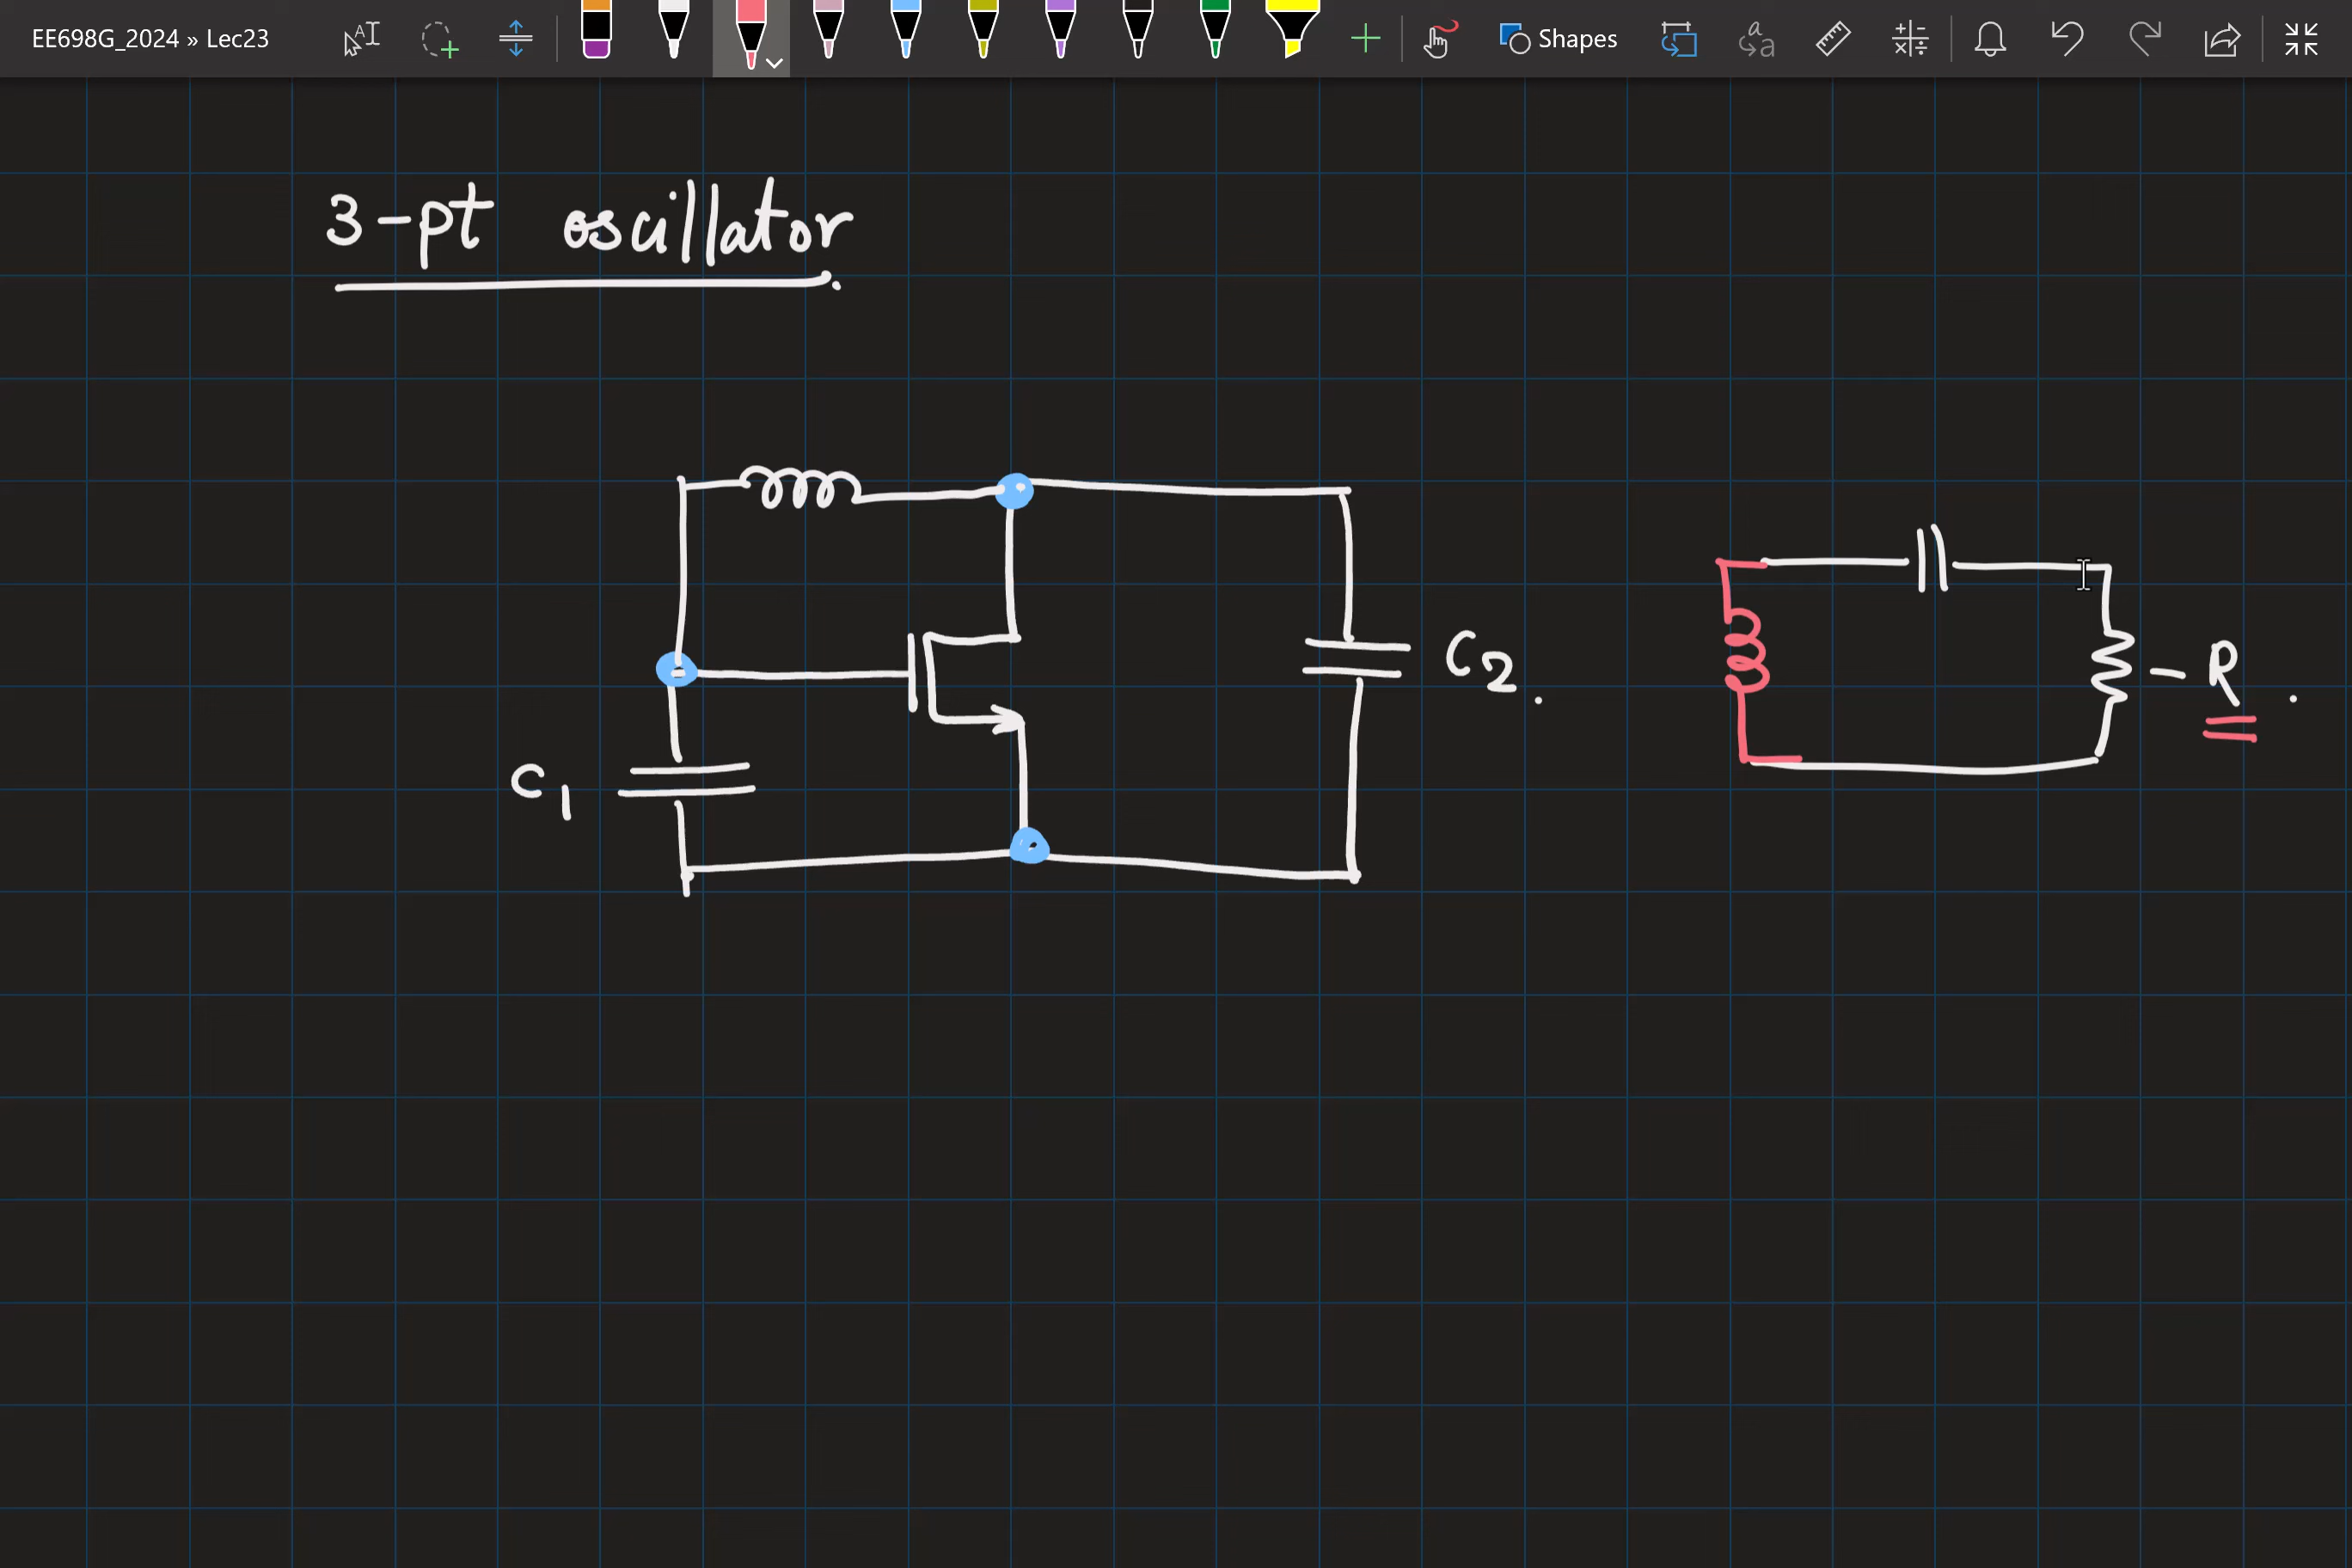 EE698G_2024 » Lec23
Shapes
3-pt oscillator.
C1
C2.
- R.